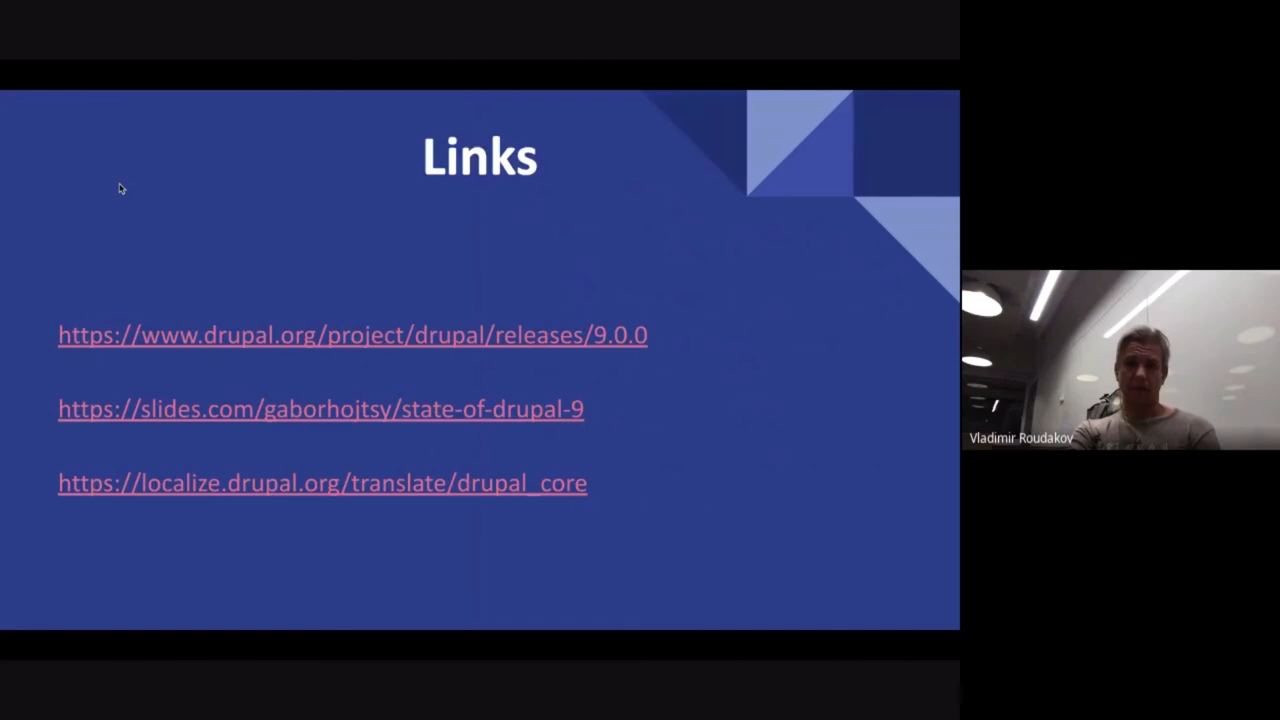 Links
https://www.drupal.org/project/drupal/releases/9.0.0
https://slides.com/gaborhojtsy/state-of-drupal-9
https://localize.drupal.org/translate/drupal_core
Vladimir Roudakov